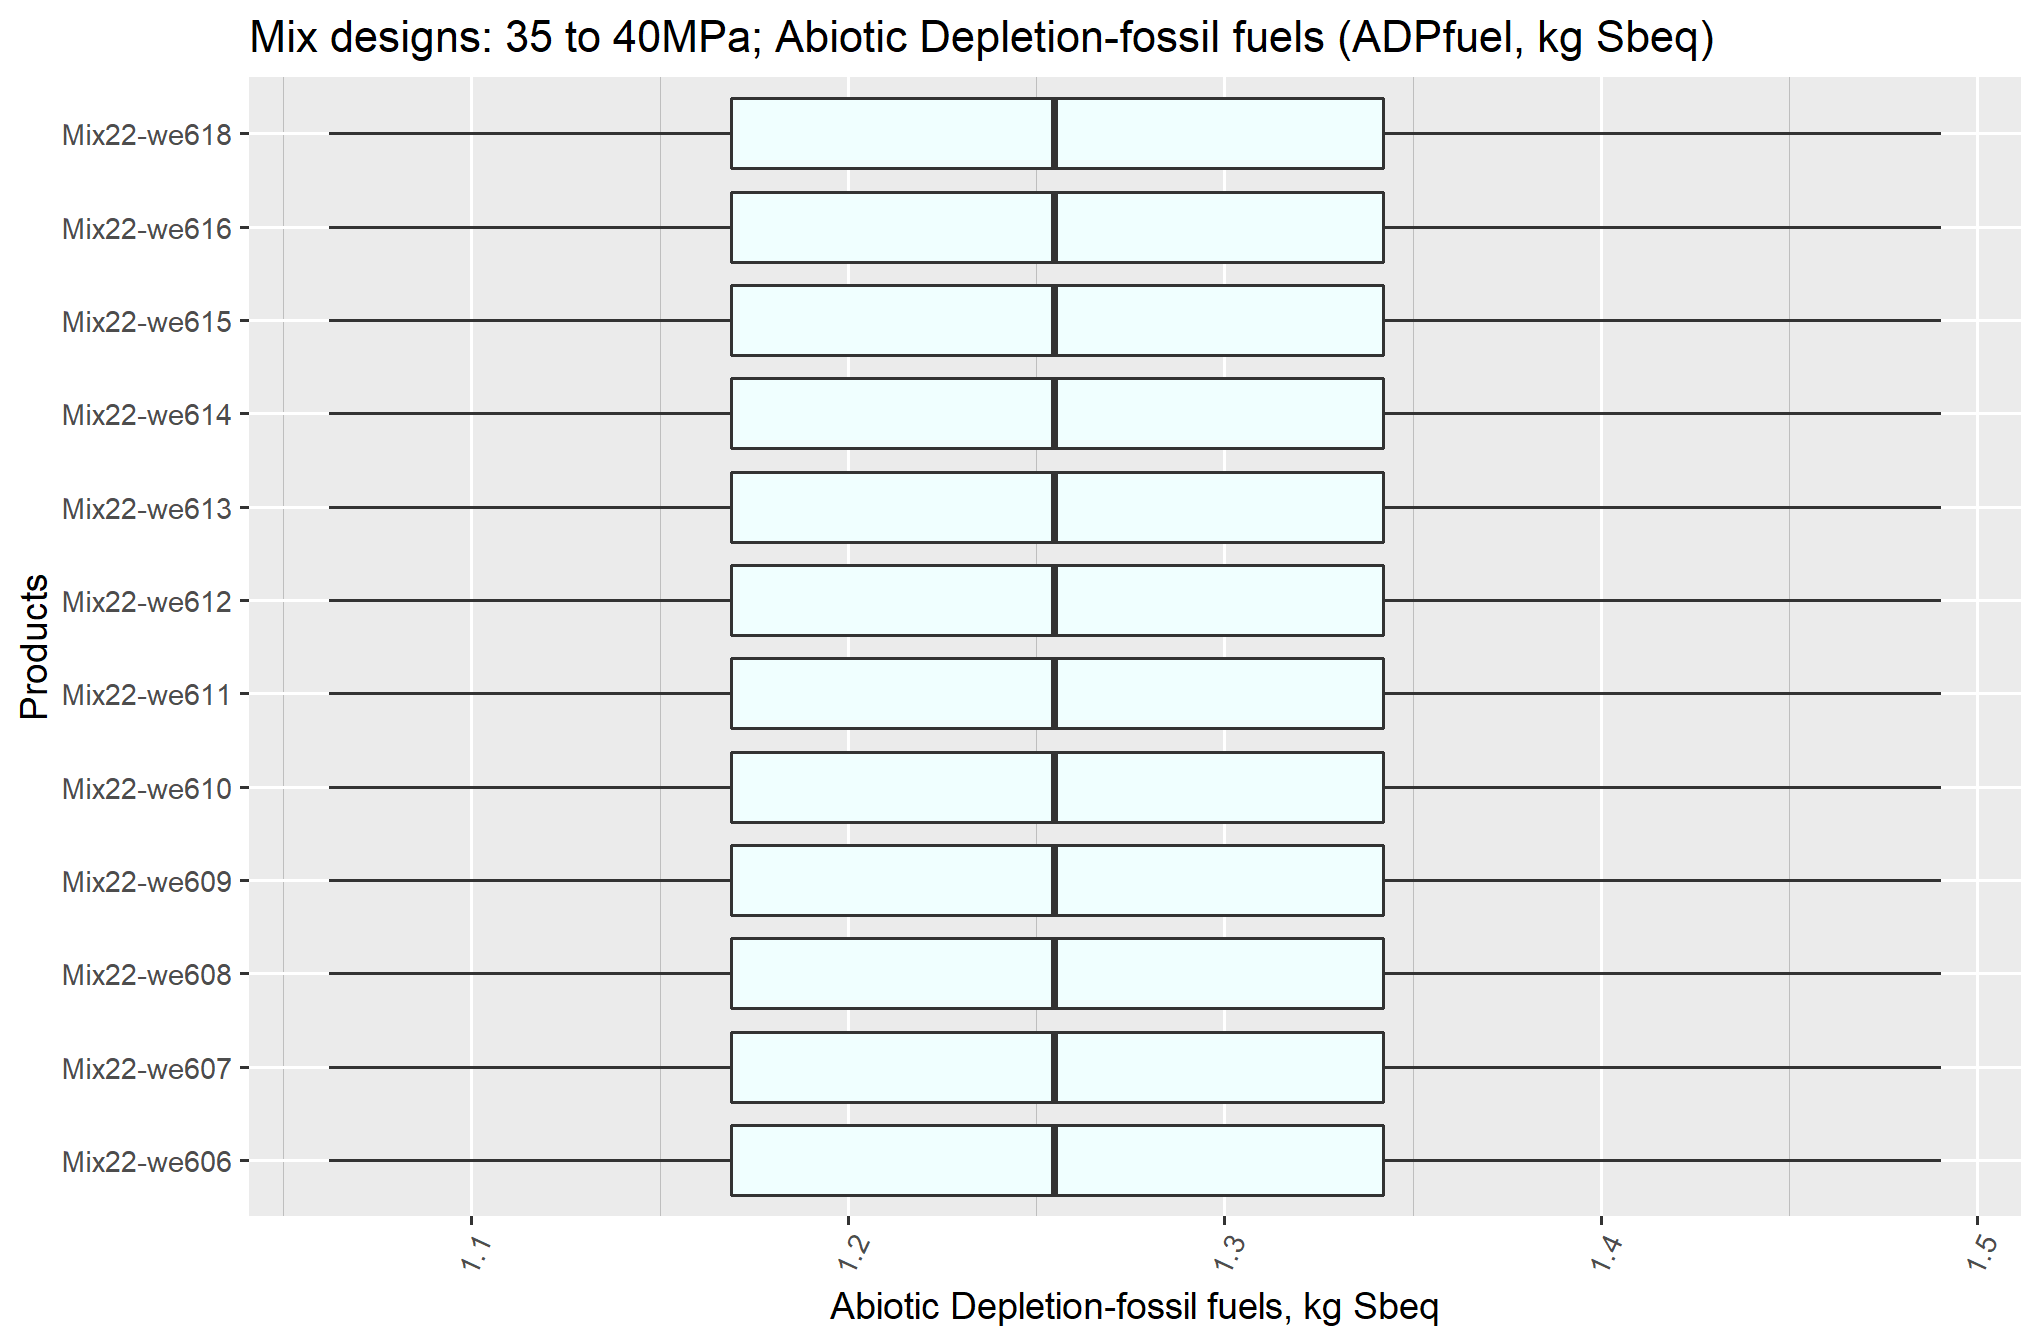 Mix designs: 35 to 40MPa; Abiotic Depletion-fossil fuels (ADPfuel, kg Sbeq)
Products
Mix22-we618
Mix22-we616
Mix22-we615
Mix22-we614
Mix22-we613
Mix22-we612
Mix22-we611
Mix22-we610
Mix22-we609
Mix22-we608
Mix22-we607
Mix22-we606
1.1
1.2
1.3
1.4
1.5
Abiotic Depletion-fossil fuels, kg Sbeq